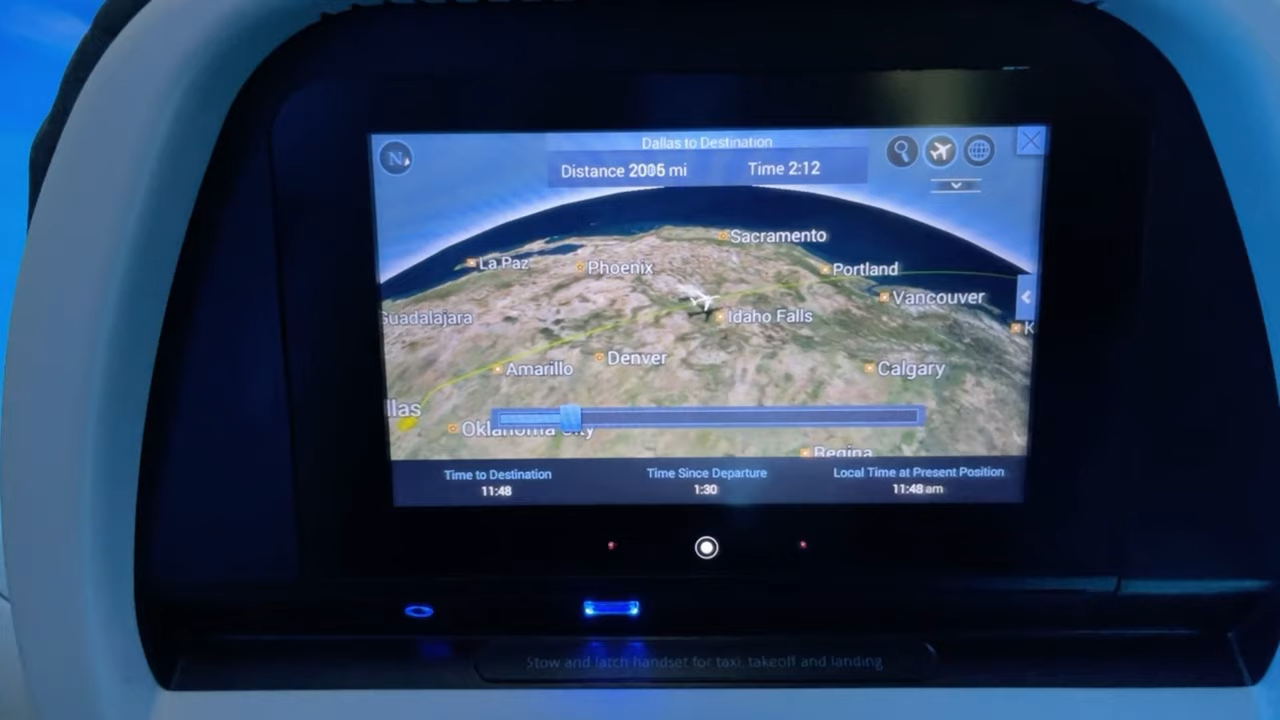 N
Dallas to Destination
Distance 2006 mi
Time 2:12
Sacramento
La Paz
Phoenix
Portland
Vancouver
Guadalajara
Idaho Falls
K
Denver
Amarillo
Calgary
llas
Oklahoma City
Regina
Time to Destination
11:48
Time Since Departure
1:30
Local Time at Present Position
11:48 am
Stow and latch handset for taxi, takeoff and landing